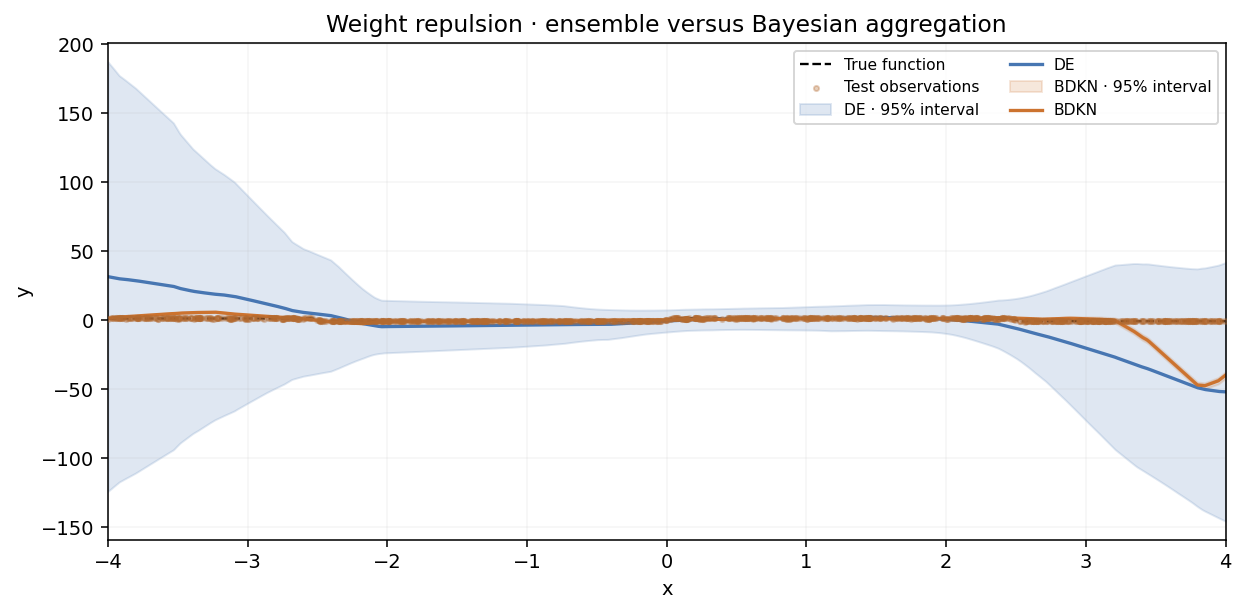 Weight repulsion · ensemble versus Bayesian aggregation
200
150
100
50
0
−50
−100
−150
y
−4
−3
−2
−1
0
1
2
3
4
x
True function
Test observations
DE · 95% interval
DE
BDKN · 95% interval
BDKN